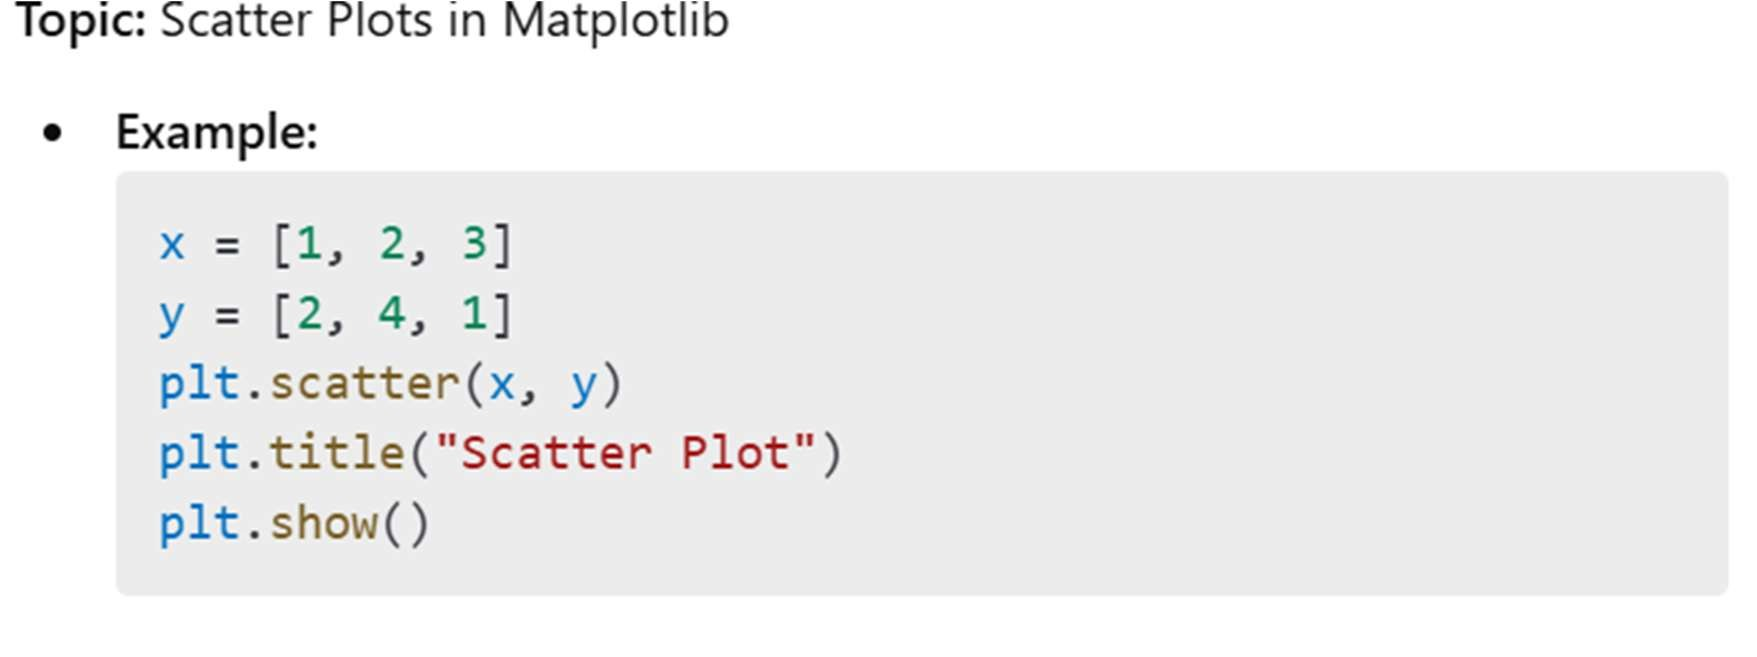 Topic: Scatter Plots in Matplotlib
• Example:
x = [1, 2, 3]
y = [2, 4, 1]
plt.scatter(x, y)
plt.title("Scatter Plot")
plt.show()